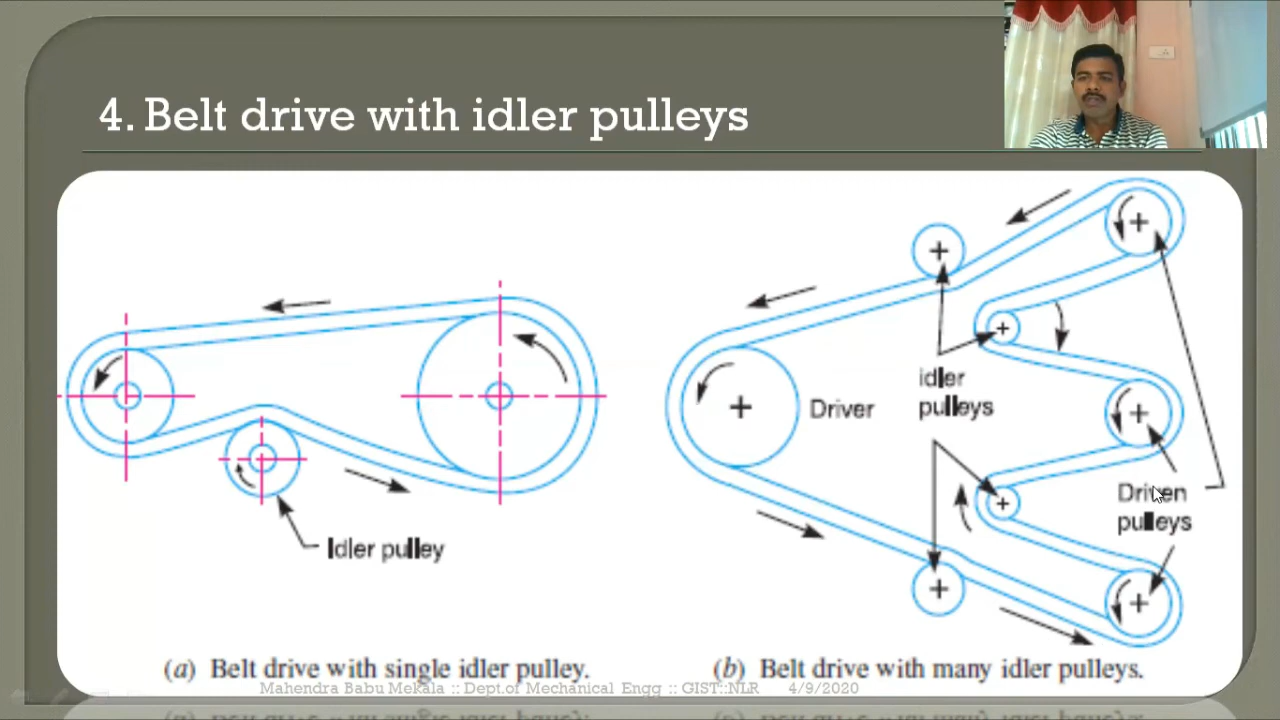 4. Belt drive with idler pulleys
Idler pulley
(a) Belt drive with single idler pulley.
Driver
idler
pulleys
Driven
pulleys
(b) Belt drive with many idler pulleys.
Mahendra Babu Mekala :: Dept.of Mechanical Engg :: GIST::NLR 4/9/2020